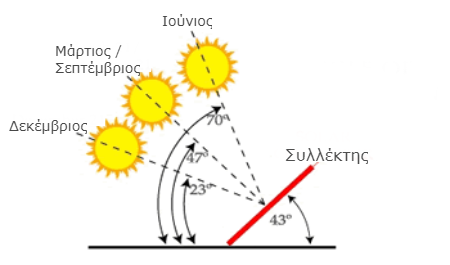 Ιούνιος
Μάρτιος /
Σεπτέμβριος
Δεκέμβριος
70°
47°
23°
Συλλέκτης
43°